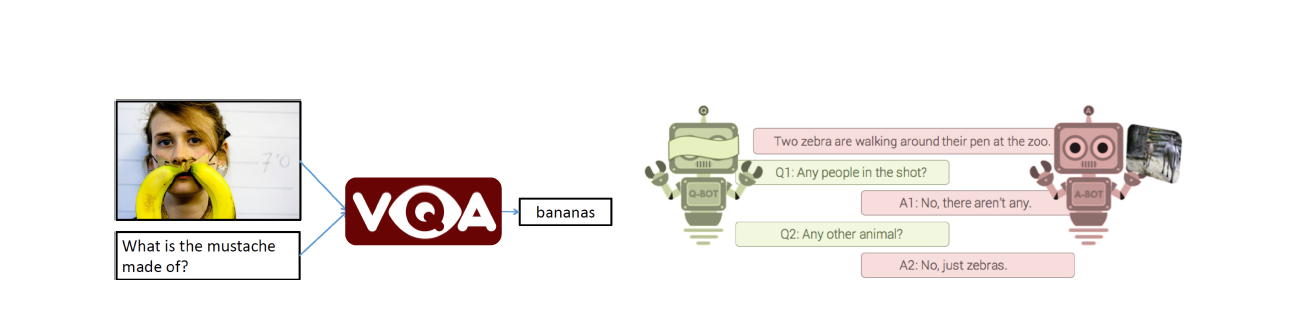 7'0
What is the mustache
made of?
VQA
bananas
Q
A
Two zebra are walking around their pen at the zoo.
Q1: Any people in the shot?
Q-BOT
A-BOT
A1: No, there aren't any.
Q2: Any other animal?
A2: No, just zebras.